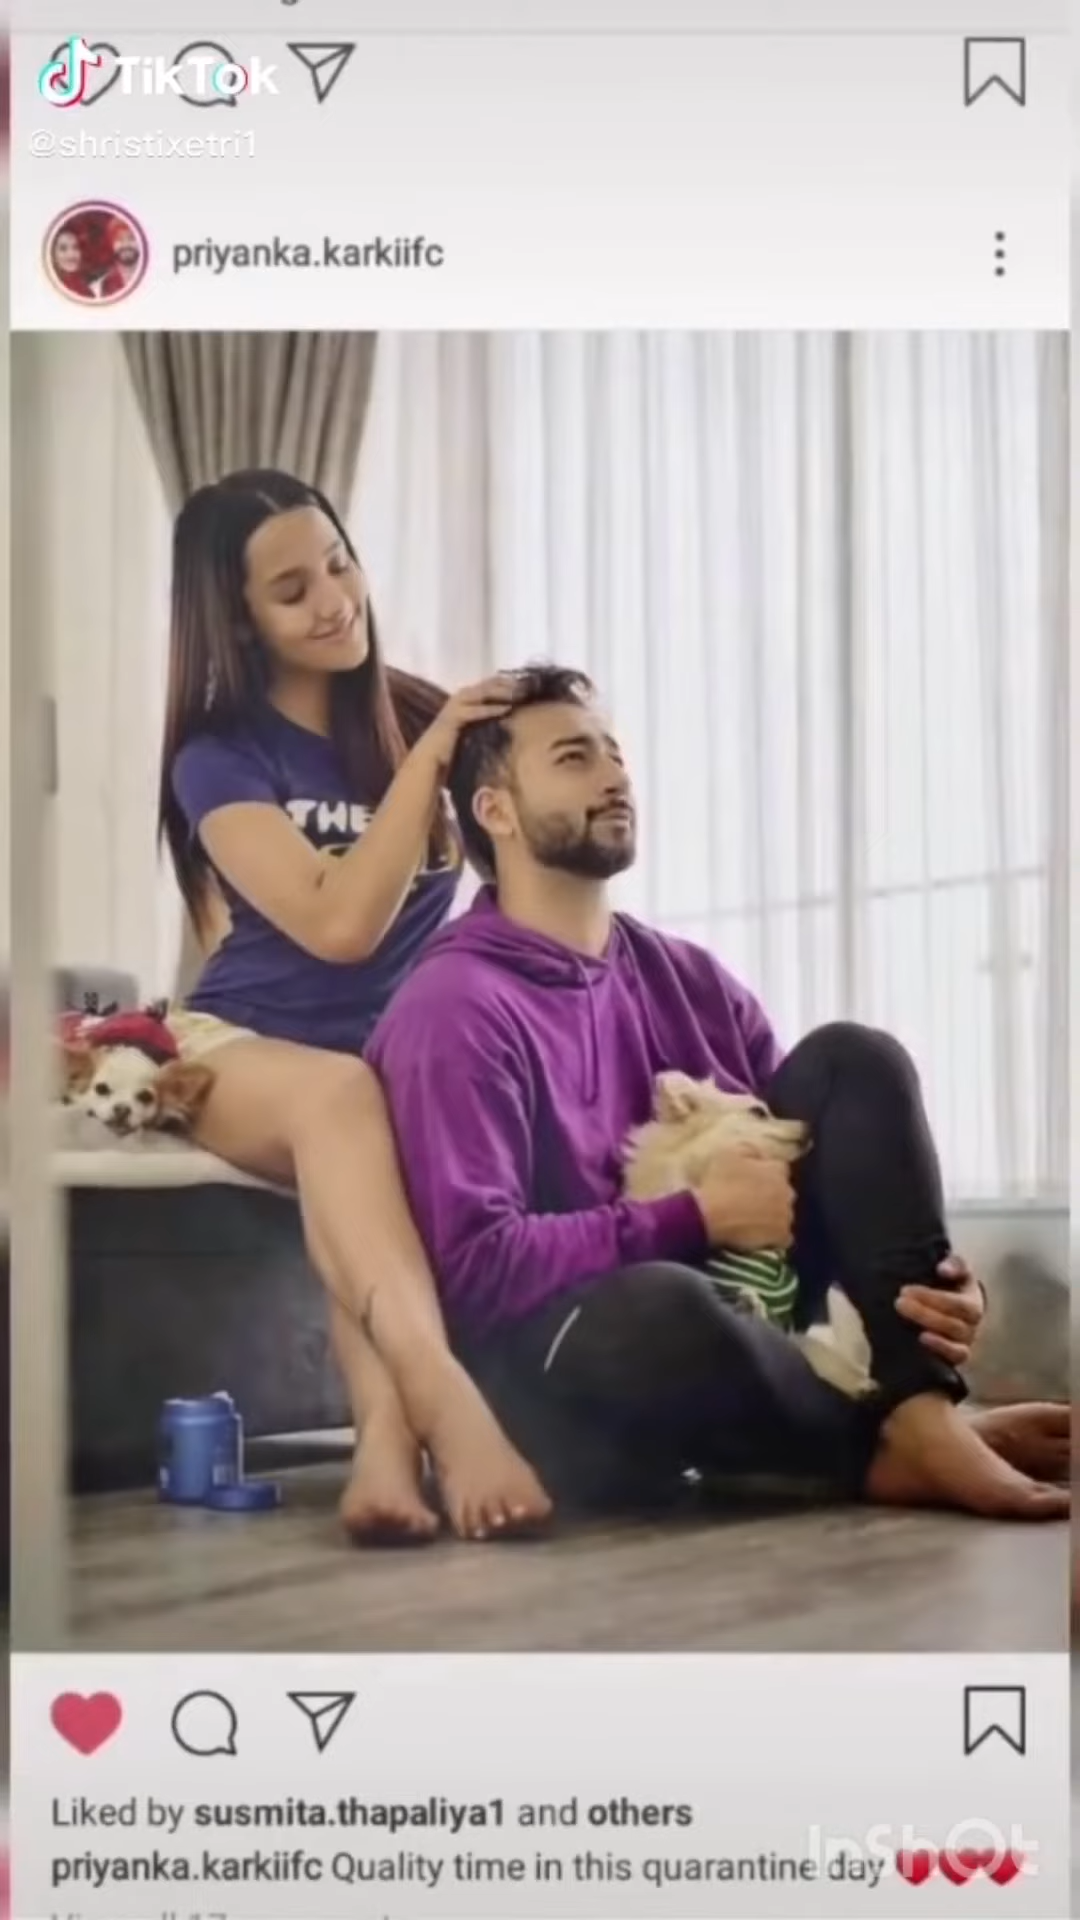 TikTok
@shristixetri1
priyanka.karkiifc
THE
Liked by susmita.thapaliya1 and others
priyanka.karkiifc Quality time in this quarantine day
InShOt